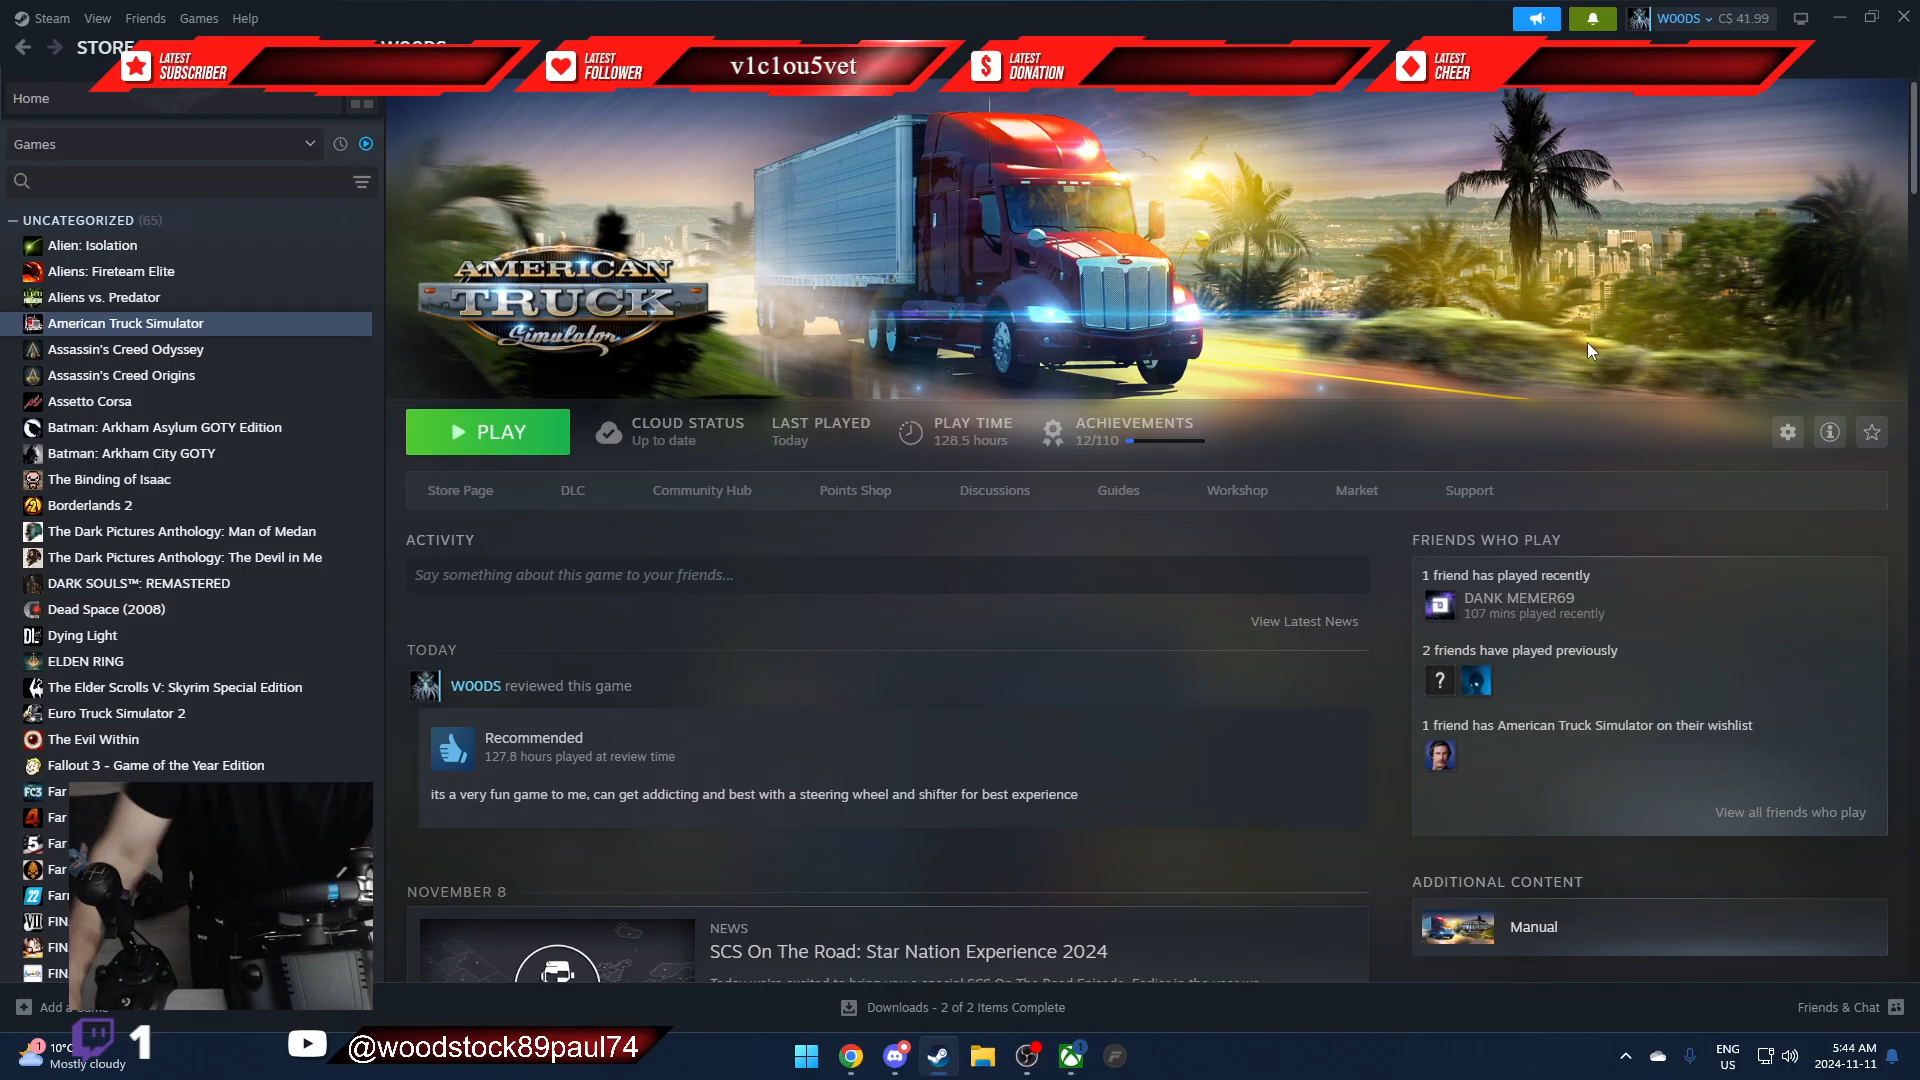 Steam View Friends Games Help
WOODS C$ 41.99
STORE
LATEST SUBSCRIBER
LATEST FOLLOWER
v1c1ou5vet
LATEST DONATION
LATEST CHEER
Home
Games
UNCATEGORIZED (65)
Alien: Isolation
Aliens: Fireteam Elite
Aliens vs. Predator
American Truck Simulator
Assassin's Creed Odyssey
Assassin's Creed Origins
Assetto Corsa
Batman: Arkham Asylum GOTY Edition
Batman: Arkham City GOTY
The Binding of Isaac
Borderlands 2
The Dark Pictures Anthology: Man of Medan
The Dark Pictures Anthology: The Devil in Me
DARK SOULS™: REMASTERED
Dead Space (2008)
Dying Light
ELDEN RING
The Elder Scrolls V: Skyrim Special Edition
Euro Truck Simulator 2
The Evil Within
Fallout 3 - Game of the Year Edition
Far
Far
Far
Far
FIN
FIN
FIN
AMERICAN
TRUCK
Simulator
PLAY
CLOUD STATUS
Up to date
LAST PLAYED
Today
PLAY TIME
128.5 hours
ACHIEVEMENTS
12/110
Store Page DLC Community Hub Points Shop Discussions Guides Workshop Market Support
ACTIVITY
Say something about this game to your friends...
View Latest News
TODAY
WOODS reviewed this game
Recommended
127.8 hours played at review time
its a very fun game to me, can get addicting and best with a steering wheel and shifter for best experience
NOVEMBER 8
NEWS
SCS On The Road: Star Nation Experience 2024
FRIENDS WHO PLAY
1 friend has played recently
DANK MEMER69
107 mins played recently
2 friends have played previously
1 friend has American Truck Simulator on their wishlist
View all friends who play
ADDITIONAL CONTENT
Manual
Add a Game
Downloads - 2 of 2 Items Complete
Friends & Chat
10°C
Mostly cloudy
1
@woodstock89paul74
ENG
US
5:44 AM
2024-11-11